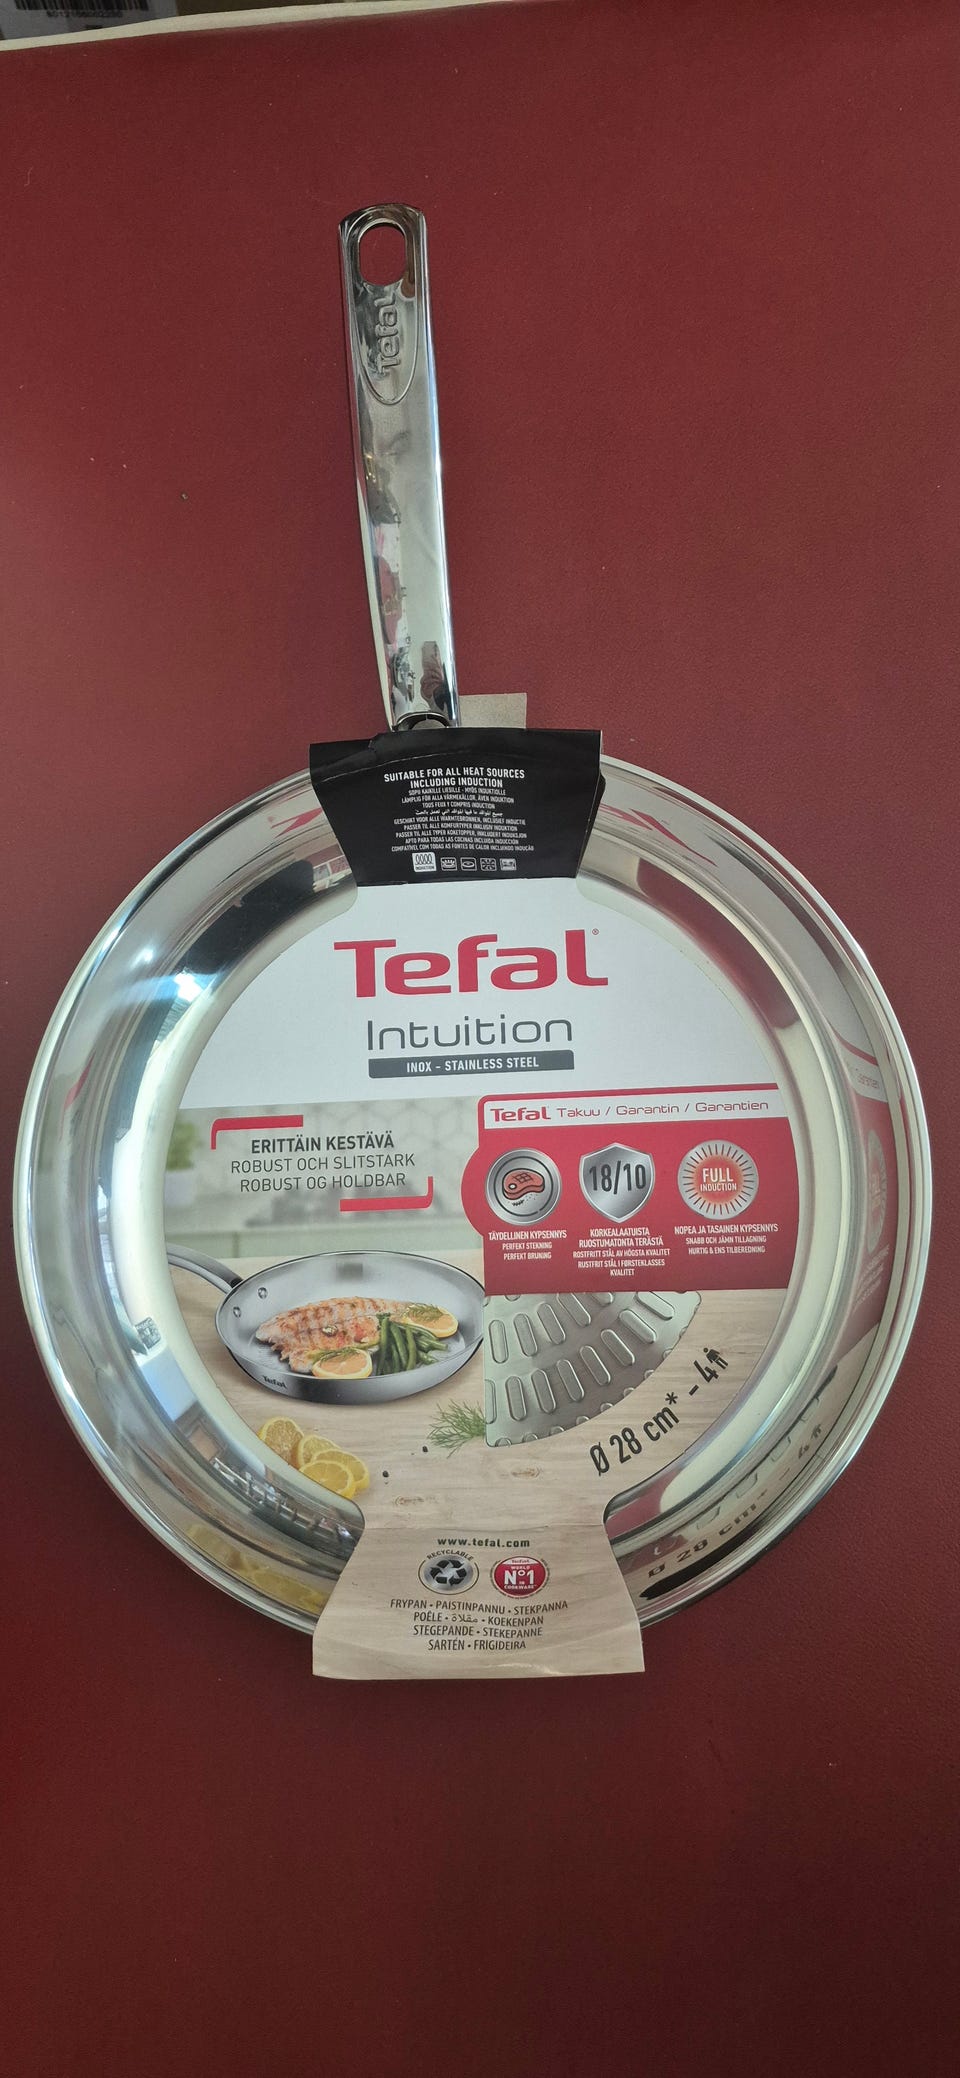 Tefal
SUITABLE FOR ALL HEAT SOURCES
INCLUDING INDUCTION
SOPII KAIKILLE LIESILLE - MYÖS INDUKTIOLLE
LÄMPLIG FÖR ALLA VÄRMEKÄLLOR, ÄVEN INDUKTION
TOUS FEUX Y COMPRIS INDUCTION
GESCHIKT VOOR ALLE WARMTEBRONNEN, INCLUSIEF INDUCTIE
PASSER TIL ALLE KOMFURTYPER INKLUSIV INDUKTION
PASSER TIL ALLE TYPER KOKETOPPER, INKLUDERT INDUKSJON
APTO PARA TODAS LAS COCINAS INCLUIDA INDUCCIÓN
COMPATÍVEL COM TODAS AS FONTES DE CALOR INCLUINDO INDUÇÃO
INDUCTION
Tefal®
Intuition
INOX - STAINLESS STEEL
Tefal Takuu / Garantin / Garantien
ERITTÄIN KESTÄVÄ
ROBUST OCH SLITSTARK
ROBUST OG HOLDBAR
18/10
FULL
INDUCTION
TÄYDELLINEN KYPSENNYS
PERFEKT STEKNING
PERFEKT BRUNING
KORKEALAATUISTA
RUOSTUMATONTA TERÄSTÄ
ROSTFRITT STÅL AV HÖGSTA KVALITET
RUSTFRIT STÅL I FØRSTEKLASSES
KVALITET
NOPEA JA TASAINEN KYPSENNYS
SNABB OCH JÄMN TILLAGNING
HURTIG & ENS TILBEREDNING
Tefal
Ø 28 cm* - 4
www.tefal.com
RECYCLABLE
Tefal
WORLD
N°1
IN
COOKWARE
FRYPAN • PAISTINPANNU • STEKPANNA
POÊLE • مقلاة • KOEKENPAN
STEGEPANDE • STEKEPANNE
SARTÉN • FRIGIDEIRA